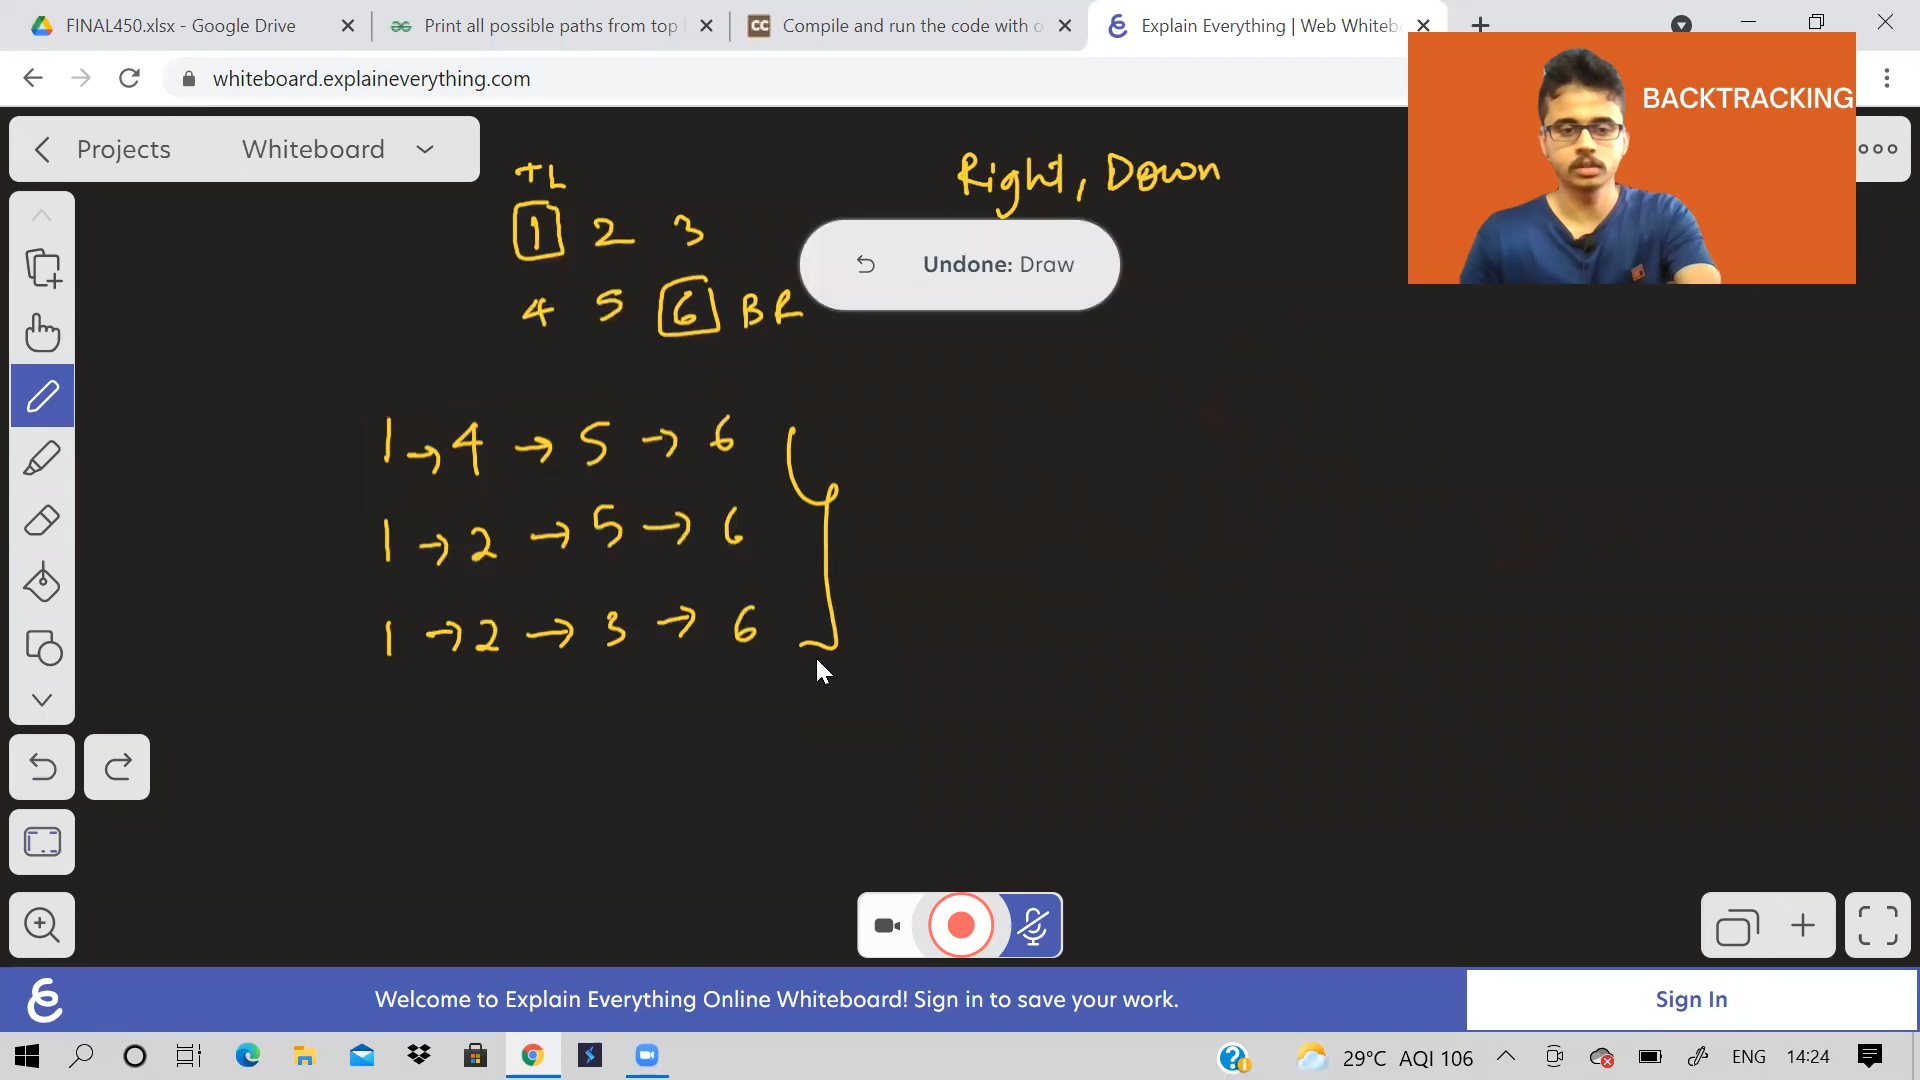 FINAL450.xlsx - Google Drive
Print all possible paths from top
Compile and run the code with o
Explain Everything | Web Whiteb
whiteboard.explaineverything.com
BACKTRACKING
Projects Whiteboard
TL
Right, Down
1 2 3
Undone: Draw
4 5 6 BR
1 → 4 → 5 → 6
1 → 2 → 5 → 6
1 → 2 → 3 → 6
Welcome to Explain Everything Online Whiteboard! Sign in to save your work.
Sign In
29°C AQI 106
ENG
14:24